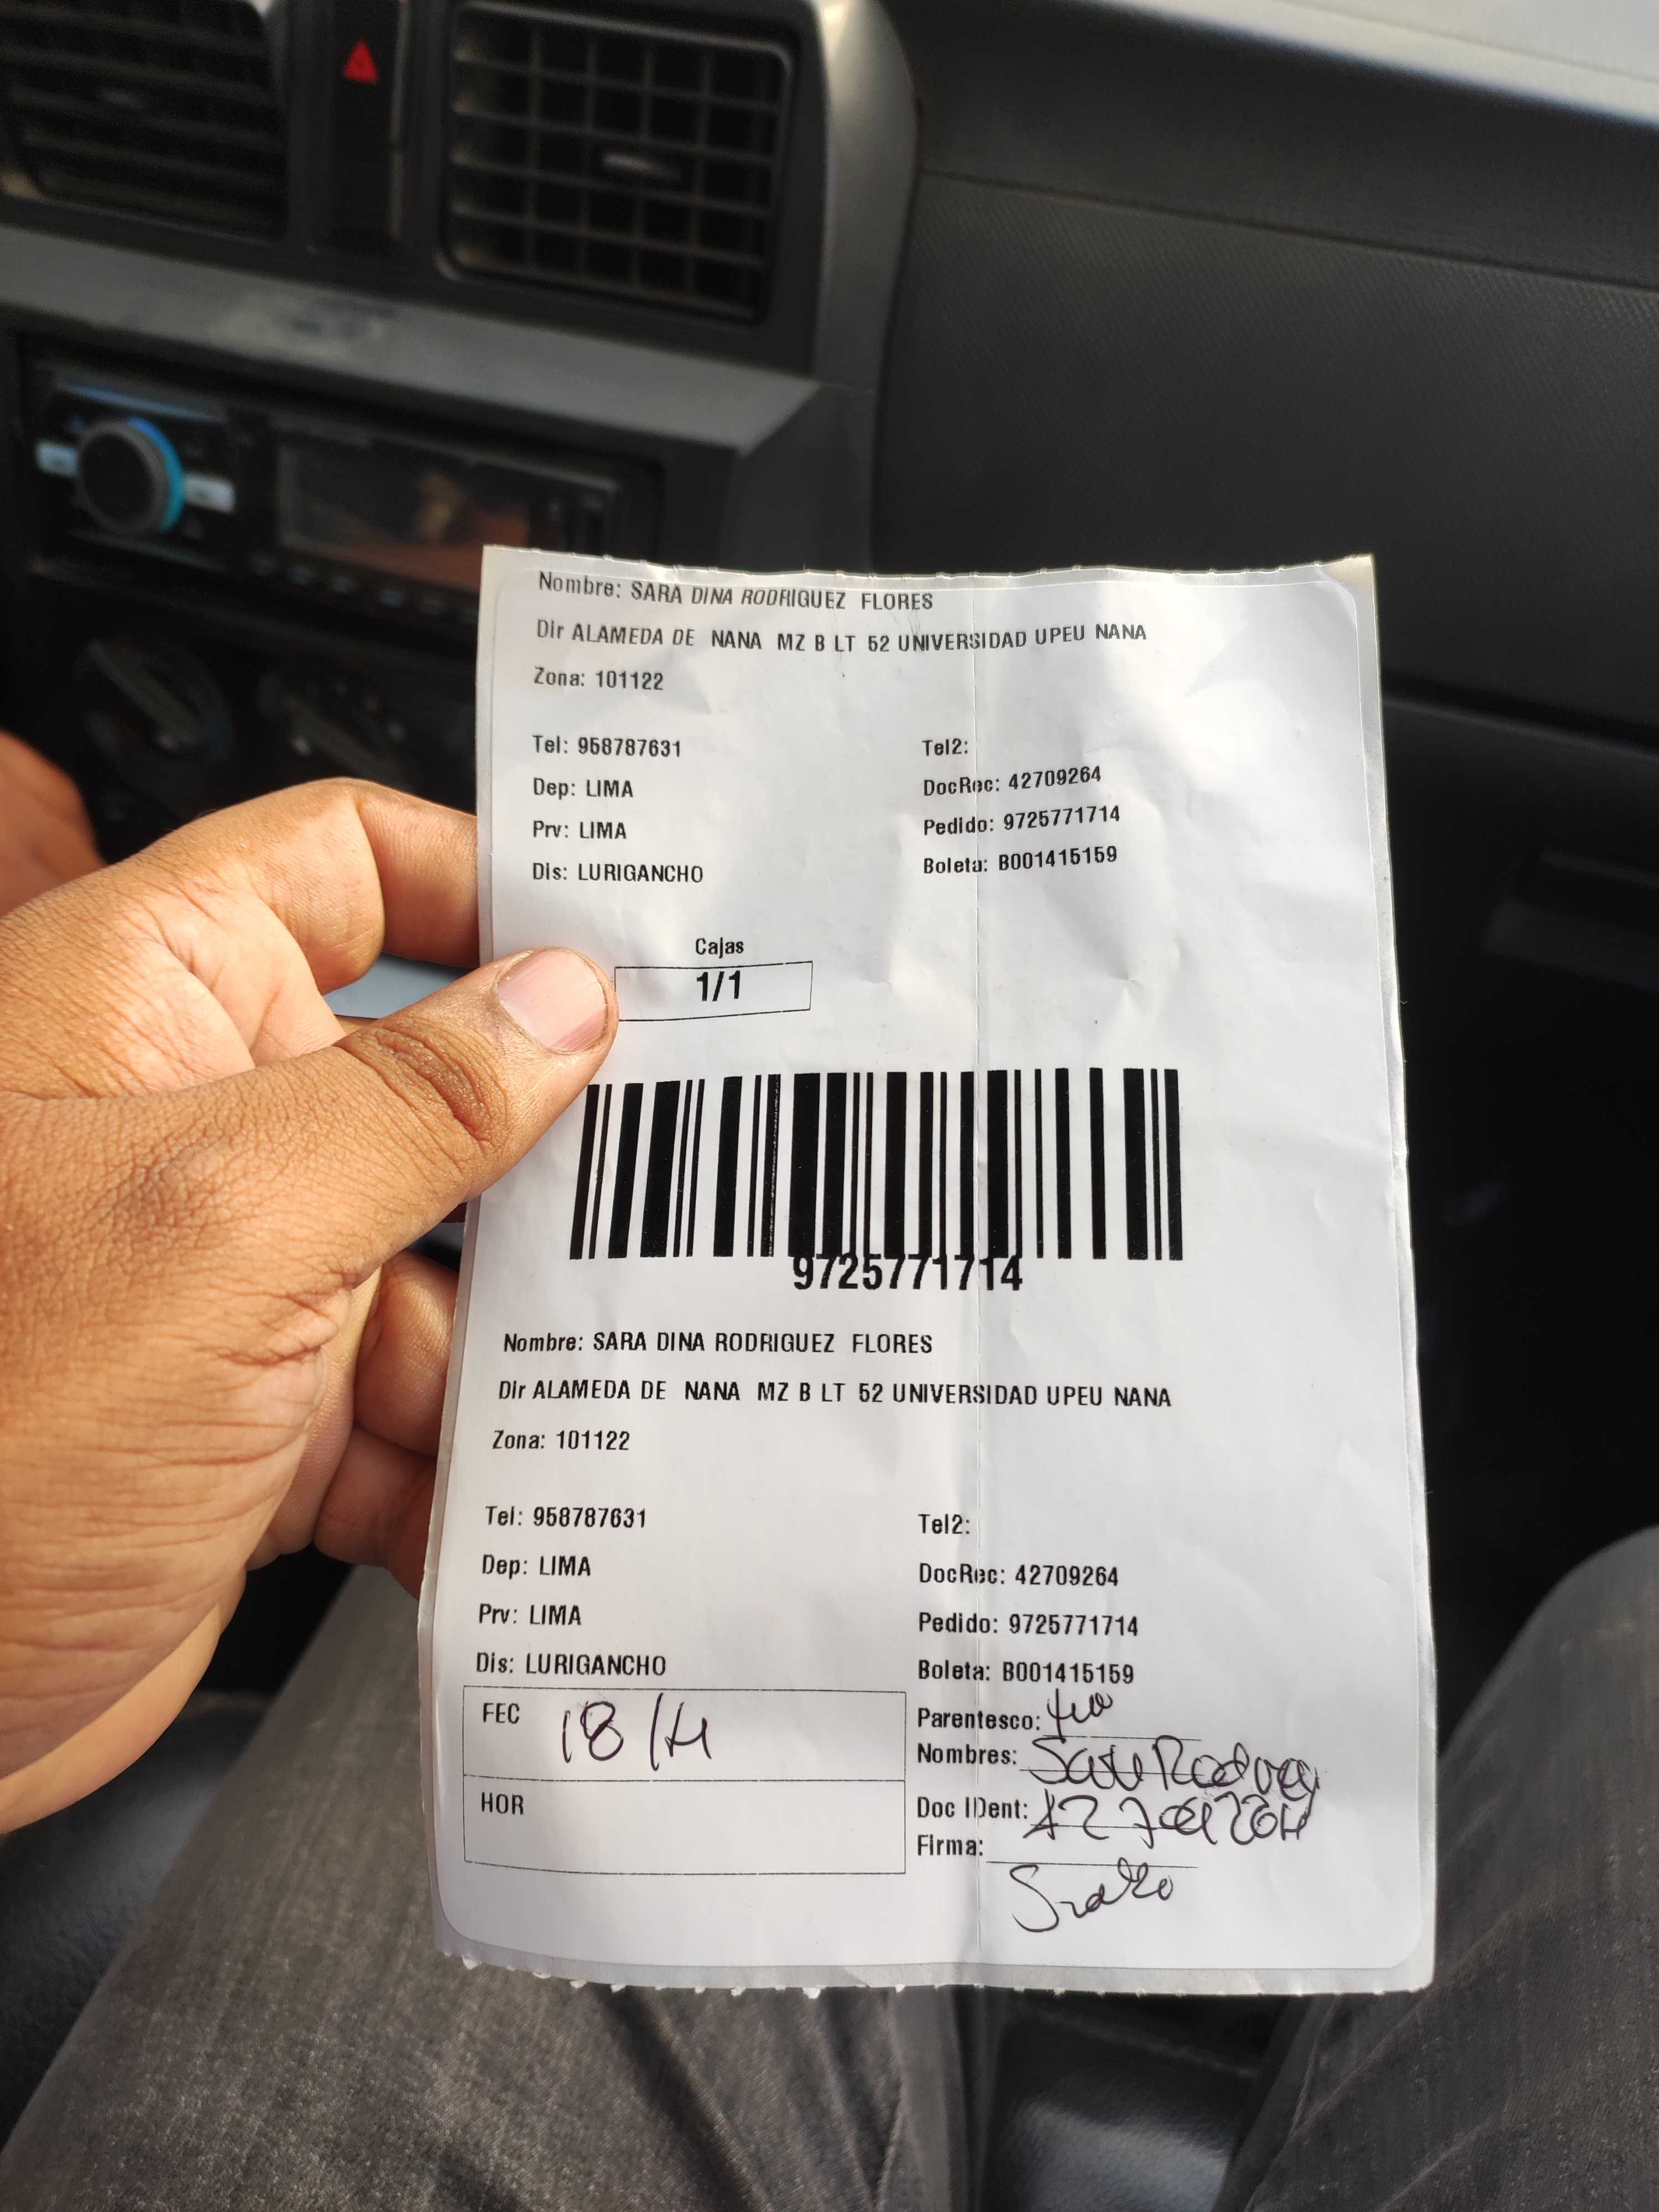 Nombre: SARA DINA RODRIGUEZ FLORES
Dir ALAMEDA DE NANA MZ B LT 52 UNIVERSIDAD UPEU NANA
Zona: 101122
Tel: 958787631 Tel2:
Dep: LIMA DocRec: 42709264
Prv: LIMA Pedido: 9725771714
Dis: LURIGANCHO Boleta: B001415159
Cajas
1/1
9725771714
Nombre: SARA DINA RODRIGUEZ FLORES
Dir ALAMEDA DE NANA MZ B LT 52 UNIVERSIDAD UPEU NANA
Zona: 101122
Tel: 958787631 Tel2:
Dep: LIMA DocRec: 42709264
Prv: LIMA Pedido: 9725771714
Dis: LURIGANCHO Boleta: B001415159
FEC 18/4 Parentesco:
Nombres:
HOR Doc IDent: 42709264
Firma: